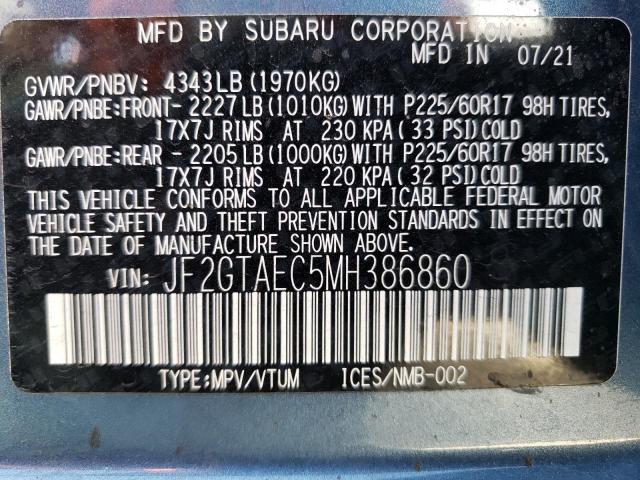 MFD BY SUBARU CORPORATION
MFD IN 07/21
GVWR/PNBV: 4343LB (1970KG)
GAWR/PNBE:FRONT- 2227LB (1010KG)WITH P225/60R17 98H TIRES,
17X7J RIMS AT 230 KPA(33 PSI)COLD
GAWR/PNBE:REAR - 2205LB (1000KG)WITH P225/60R17 98H TIRES,
17X7J RIMS AT 220 KPA(32 PSI)COLD
THIS VEHICLE CONFORMS TO ALL APPLICABLE FEDERAL MOTOR
VEHICLE SAFETY AND THEFT PREVENTION STANDARDS IN EFFECT ON
THE DATE OF MANUFACTURE SHOWN ABOVE.
VIN: JF2GTAEC5MH386860
TYPE:MPV/VTUM ICES/NMB-002